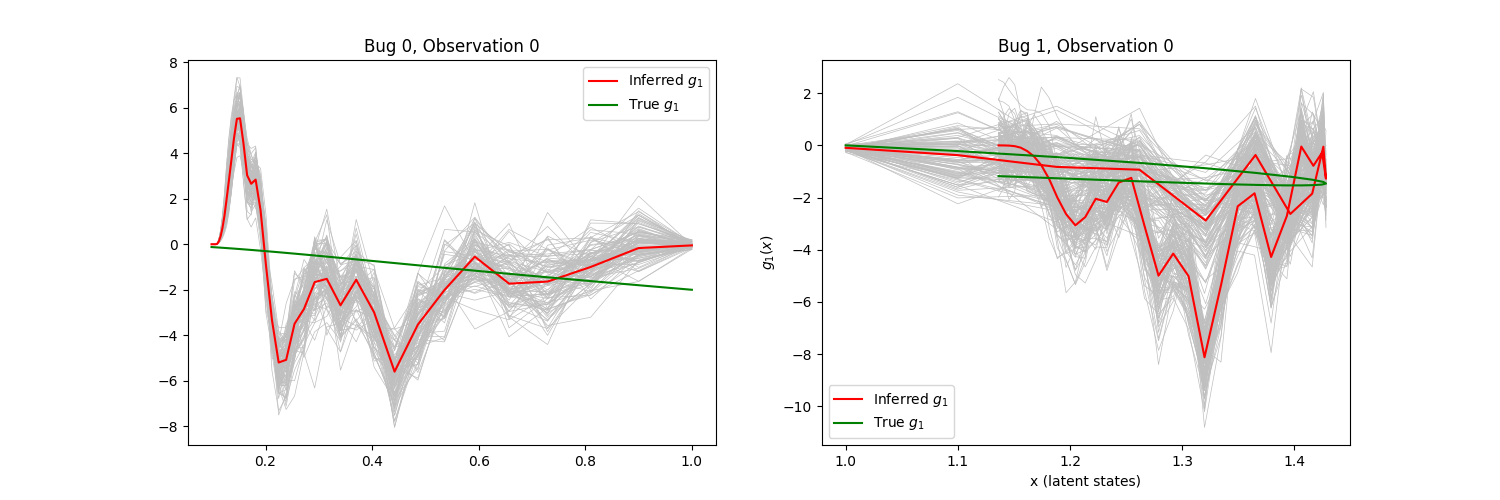 Bug 0, Observation 0
8
6
4
2
0
−2
−4
−6
−8
0.2 0.4 0.6 0.8 1.0
Inferred g₁
True g₁
Bug 1, Observation 0
g₁(x)
2
0
−2
−4
−6
−8
−10
Inferred g₁
True g₁
1.0 1.1 1.2 1.3 1.4
x (latent states)